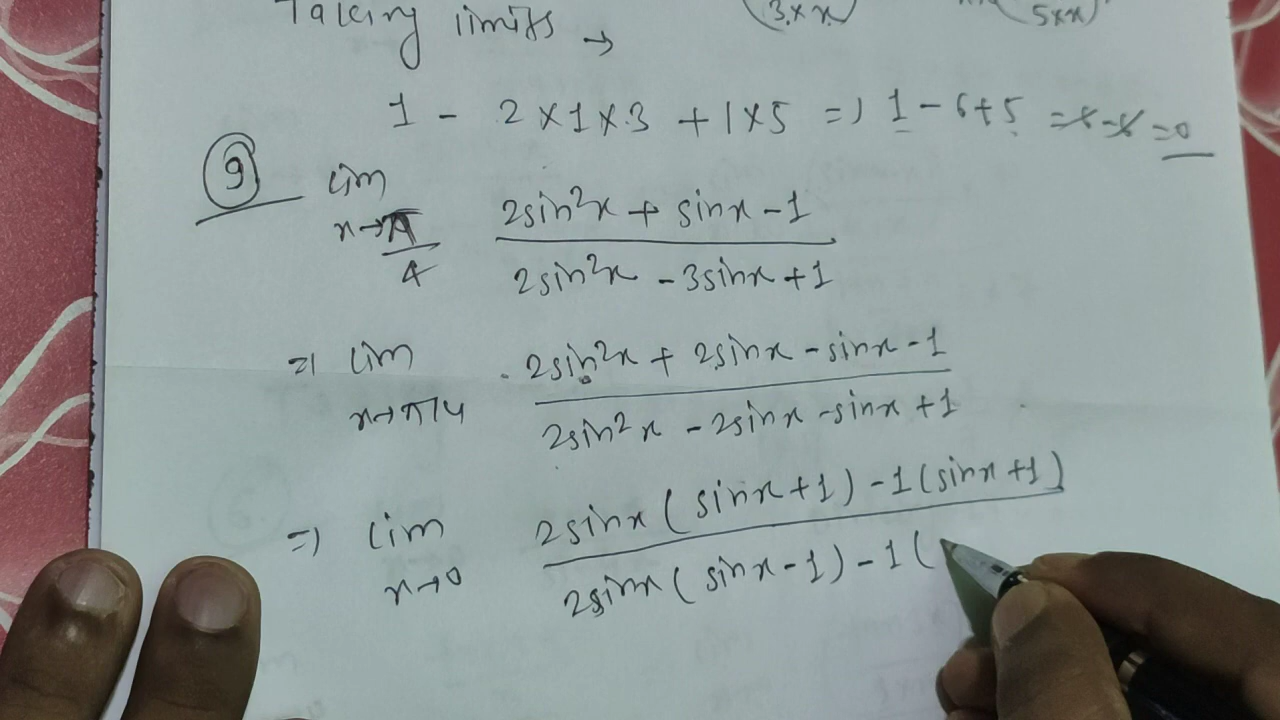 Taking limits → (3 × x) 5 × x)
1 - 2 × 1 × 3 + 1 × 5 => 1 - 6 + 5 = 6 - 6 = 0
9 lim x→π/4 (2sin²x + sinx - 1)/(2sin²x - 3sinx + 1)
=> lim x→π/4 (2sin²x + 2sinx - sinx - 1)/(2sin²x - 2sinx - sinx + 1)
=> lim x→0 (2sinx(sinx+1) - 1(sinx+1))/(2sinx(sinx-1) - 1(